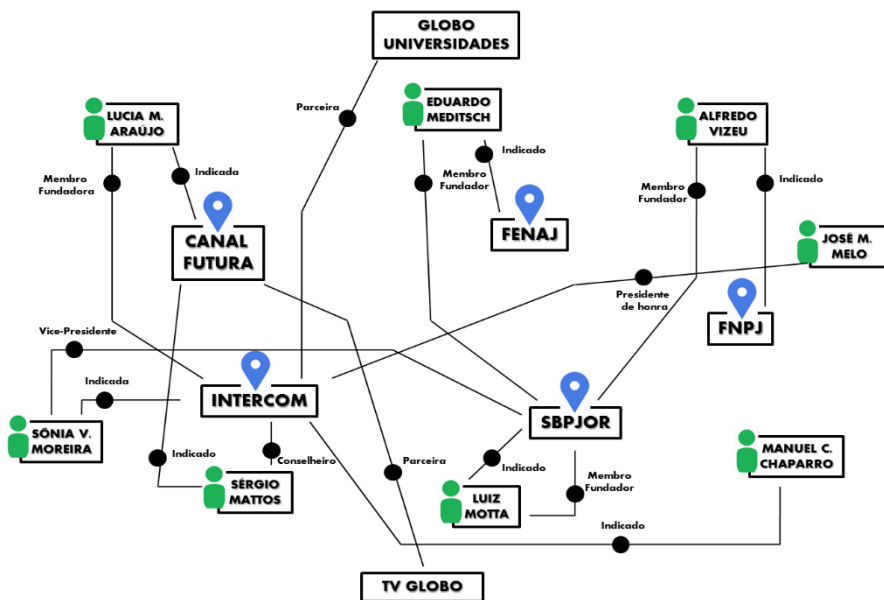 GLOBO
UNIVERSIDADES
Parceira
LUCIA M.
ARAÚJO
EDUARDO
MEDITSCH
ALFREDO
VIZEU
Indicado
Membro
Fundadora
Indicada
Membro
Fundador
Membro
Fundador
Indicado
CANAL
FUTURA
FENAJ
JOSÉ M.
MELO
Presidente
de honra
FNPJ
Vice-Presidente
Indicada
INTERCOM
SBPJOR
SÔNIA V.
MOREIRA
Indicado
Conselheiro
SÉRGIO
MATTOS
Parceira
Indicado
LUIZ
MOTTA
Membro
Fundador
MANUEL C.
CHAPARRO
Indicado
TV GLOBO